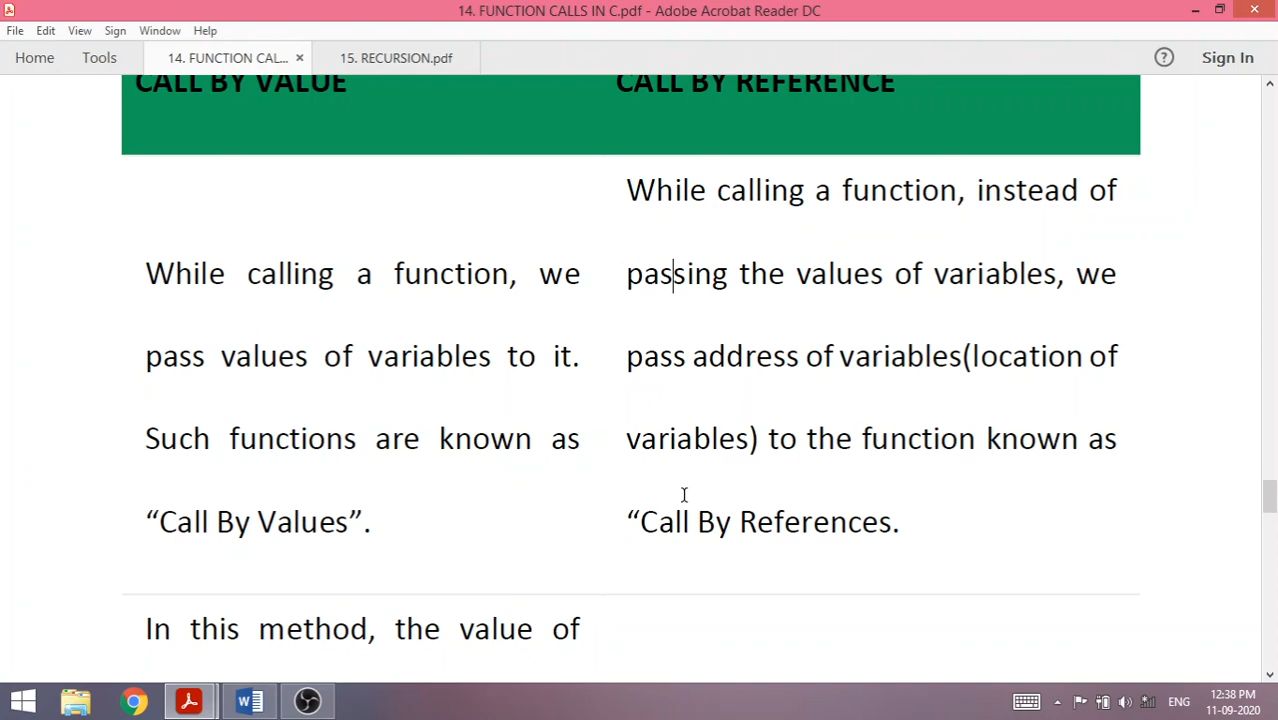 14. FUNCTION CALLS IN C.pdf - Adobe Acrobat Reader DC
File Edit View Sign Window Help
Home Tools 14. FUNCTION CAL... × 15. RECURSION.pdf Sign In
CALL BY VALUE CALL BY REFERENCE
While calling a function, we
pass values of variables to it.
Such functions are known as
“Call By Values”.
While calling a function, instead of
passing the values of variables, we
pass address of variables(location of
variables) to the function known as
“Call By References.
In this method, the value of
ENG
12:38 PM
11-09-2020